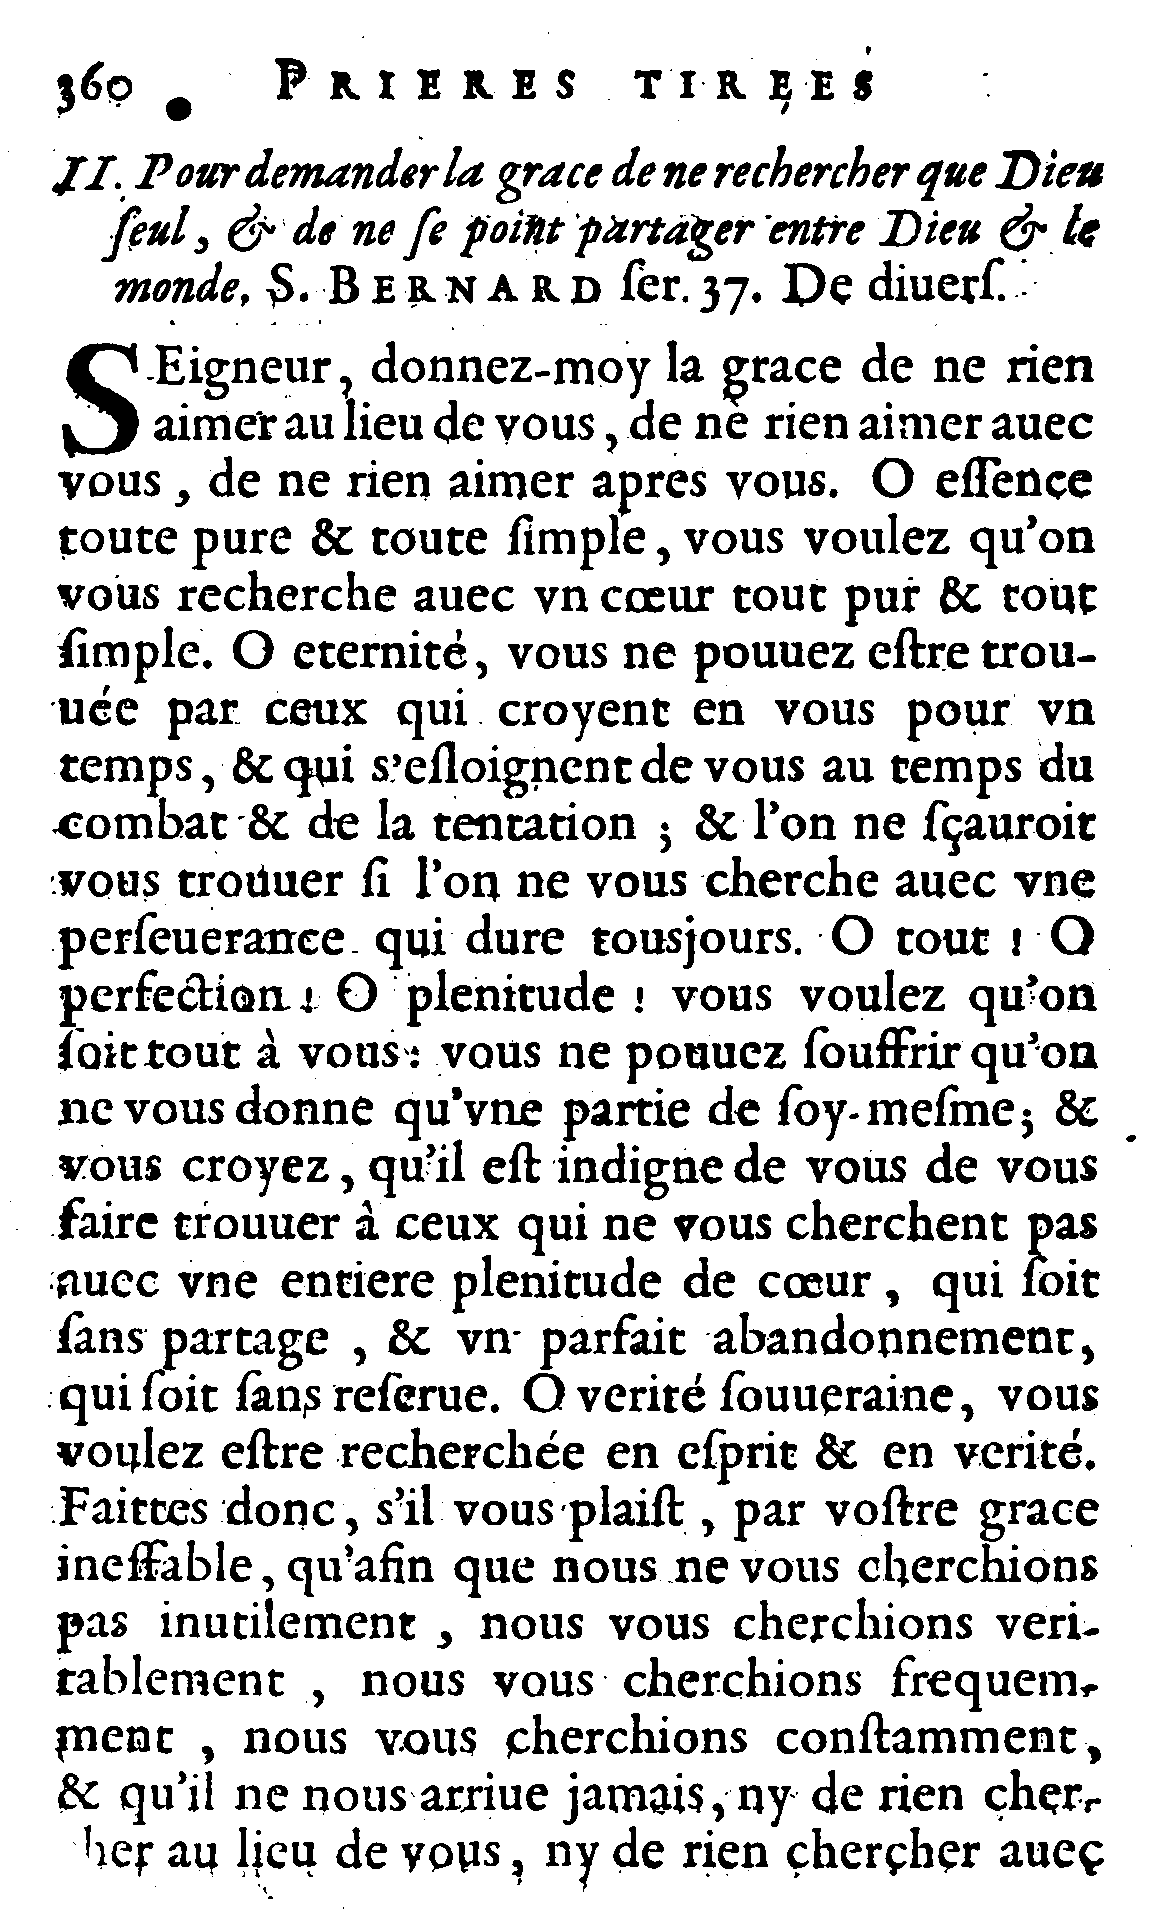 360 PRIERES TIRE'ES
II. Pour demander la grace de ne rechercher que Dieu
ſeul, & de ne ſe point partager entre Dieu & le
monde, S. BERNARD ſer. 37. De diuerſ.
SEigneur, donnez-moy la grace de ne rien
aimer au lieu de vous, de ne rien aimer auec
vous, de ne rien aimer apres vous. O eſſence
toute pure & toute ſimple, vous voulez qu'on
vous recherche auec vn cœur tout pur & tout
ſimple. O eternité, vous ne pouuez eſtre trou-
uée par ceux qui croyent en vous pour vn
temps, & qui s'eſloignent de vous au temps du
combat & de la tentation ; & l'on ne ſçauroit
vous trouuer ſi l'on ne vous cherche auec vne
perſeuerance qui dure tousjours. O tout ! O
perfection ! O plenitude ! vous voulez qu'on
ſoit tout à vous : vous ne pouuez ſouffrir qu'on
ne vous donne qu'vne partie de ſoy-meſme; &
vous croyez, qu'il eſt indigne de vous de vous
faire trouuer à ceux qui ne vous cherchent pas
auec vne entiere plenitude de cœur, qui ſoit
ſans partage, & vn parfait abandonnement,
qui ſoit ſans reſerue. O verité ſouueraine, vous
voulez eſtre recherchée en eſprit & en verité.
Faittes donc, s'il vous plaiſt, par voſtre grace
ineffable, qu'afin que nous ne vous cherchions
pas inutilement, nous vous cherchions veri-
tablement, nous vous cherchions frequem-
ment, nous vous cherchions conſtamment,
& qu'il ne nous arriue jamais, ny de rien cher-
her au lieu de vous, ny de rien chercher auec